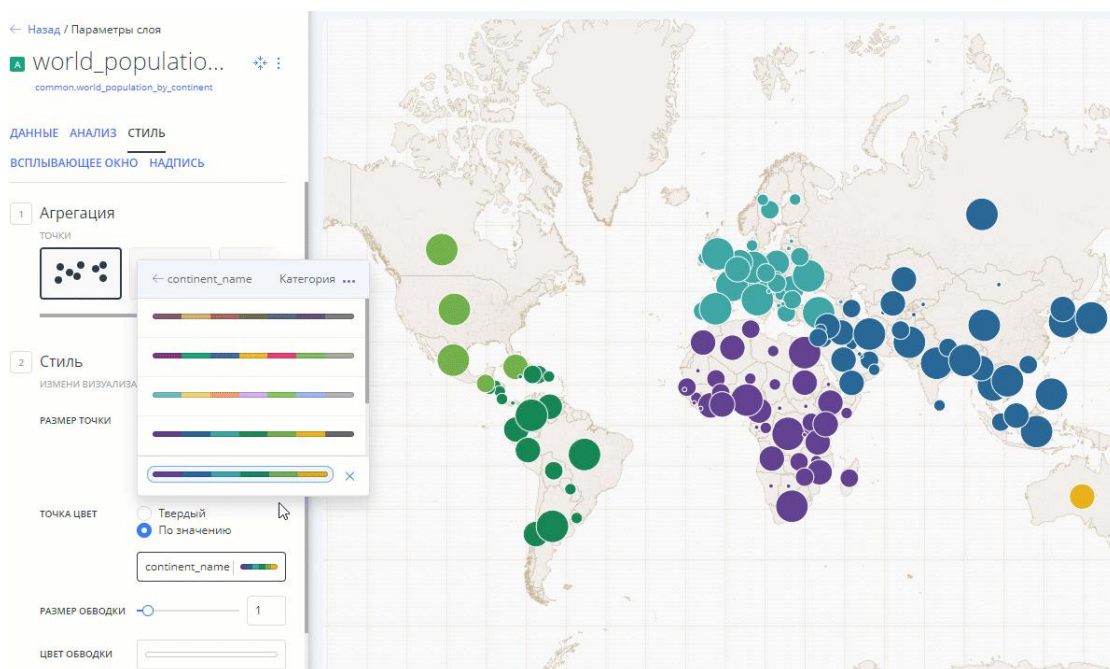 ← Назад / Параметры слоя
A world_populatio...
common.world_population_by_continent
ДАННЫЕ АНАЛИЗ СТИЛЬ
ВСПЛЫВАЮЩЕЕ ОКНО НАДПИСЬ
1 Агрегация
ТОЧКИ
← continent_name Категория ...
2 Стиль
ИЗМЕНИ ВИЗУАЛИЗА
РАЗМЕР ТОЧКИ
ТОЧКА ЦВЕТ
Твердый
По значению
continent_name
РАЗМЕР ОБВОДКИ 1
ЦВЕТ ОБВОДКИ